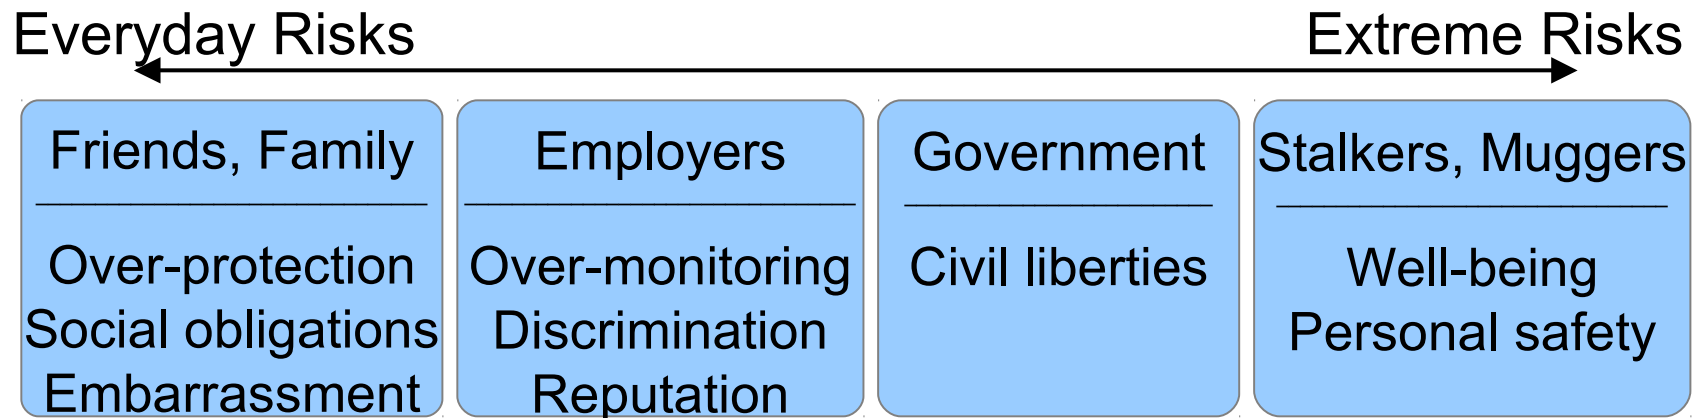 Everyday Risks
Extreme Risks
Friends, Family
Over-protection
Social obligations
Embarrassment
Employers
Over-monitoring
Discrimination
Reputation
Government
Civil liberties
Stalkers, Muggers
Well-being
Personal safety